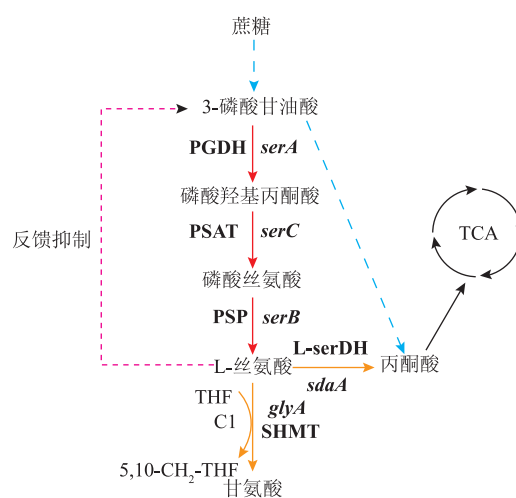 蔗糖
3-磷酸甘油酸
PGDH serA
磷酸羟基丙酮酸
TCA
反馈抑制
PSAT serC
磷酸丝氨酸
PSP serB
L-serDH
L-丝氨酸
丙酮酸
sdaA
THF
glyA
C1
SHMT
5,10-CH₂-THF
甘氨酸